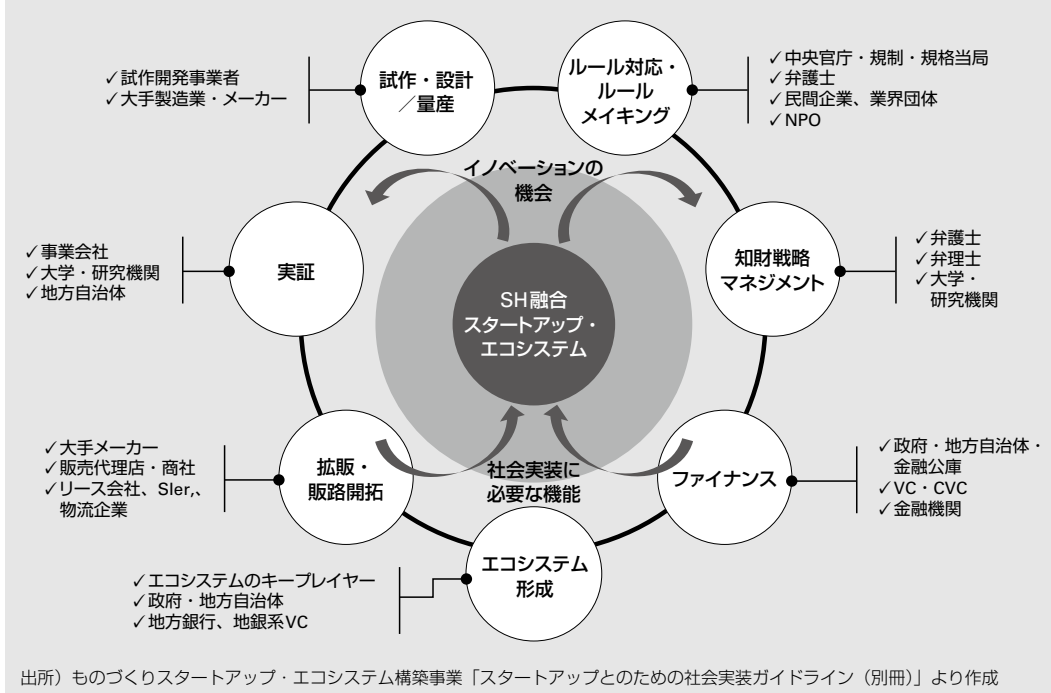 ✓試作開発事業者
✓大手製造業・メーカー
試作・設計
／量産
ルール対応・
ルール
メイキング
✓中央官庁・規制・規格当局
✓弁護士
✓民間企業、業界団体
✓NPO
イノベーションの
機会
✓事業会社
✓大学・研究機関
✓地方自治体
実証
SH融合
スタートアップ・
エコシステム
知財戦略
マネジメント
✓弁護士
✓弁理士
✓大学・
研究機関
✓大手メーカー
✓販売代理店・商社
✓リース会社、SIer,、
物流企業
拡販・
販路開拓
社会実装に
必要な機能
ファイナンス
✓政府・地方自治体・
金融公庫
✓VC・CVC
✓金融機関
✓エコシステムのキープレイヤー
✓政府・地方自治体
✓地方銀行、地銀系VC
エコシステム
形成
出所）ものづくりスタートアップ・エコシステム構築事業「スタートアップとのための社会実装ガイドライン（別冊）」より作成